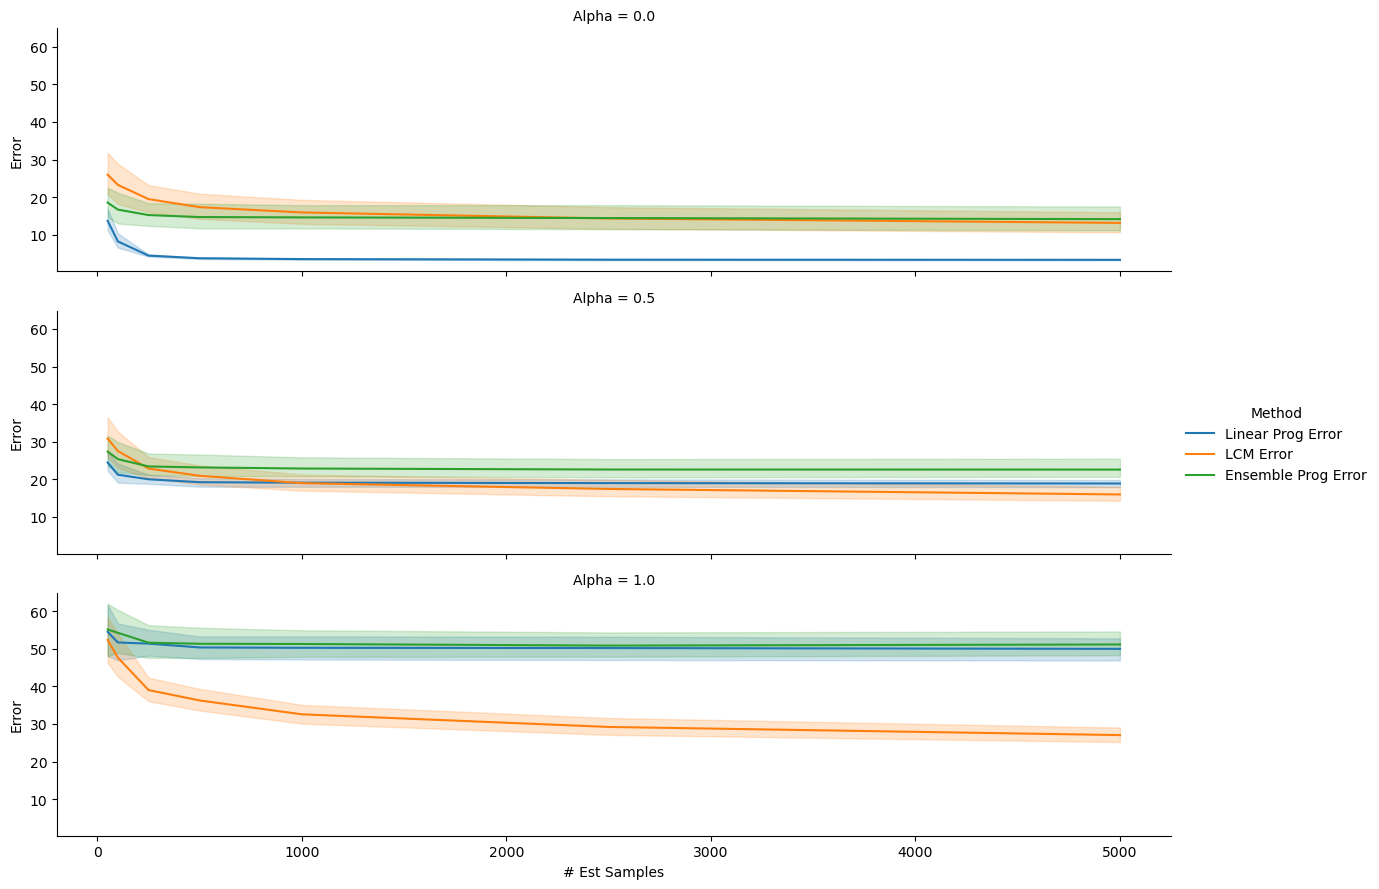 Alpha = 0.0
60
50
40
30
20
10
Error
Alpha = 0.5
60
50
40
30
20
10
Error
Method
Linear Prog Error
LCM Error
Ensemble Prog Error
Alpha = 1.0
60
50
40
30
20
10
Error
0 1000 2000 3000 4000 5000
# Est Samples